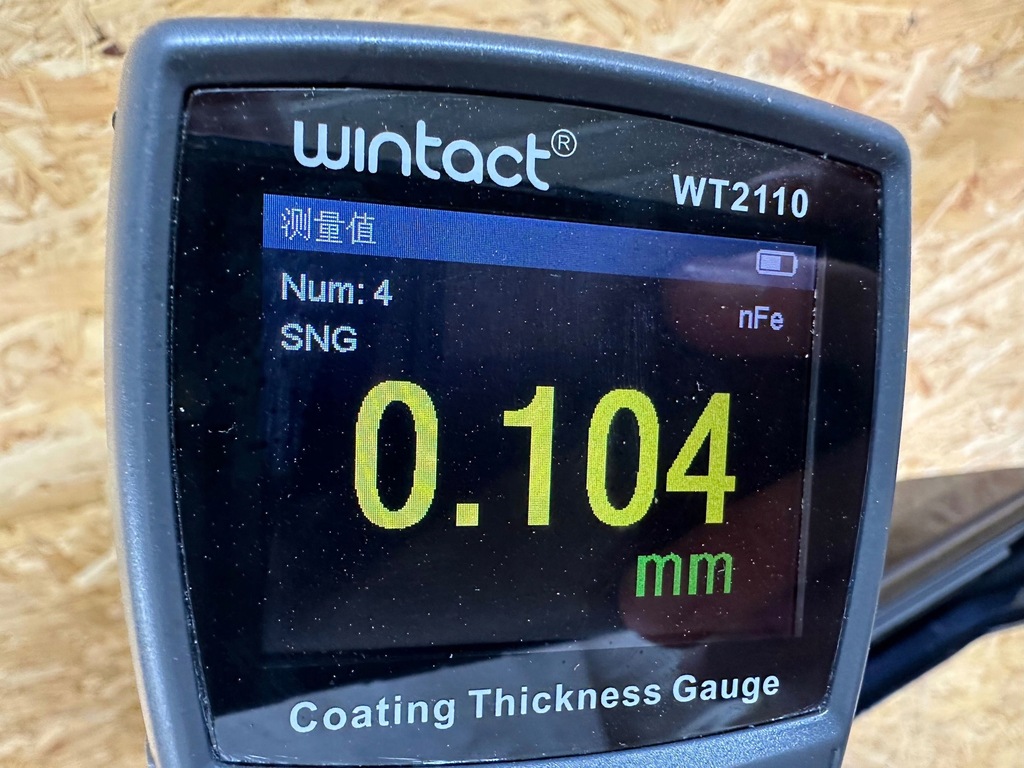 wintact®
WT2110
测量值
Num: 4
nFe
SNG
0.104
mm
Coating Thickness Gauge